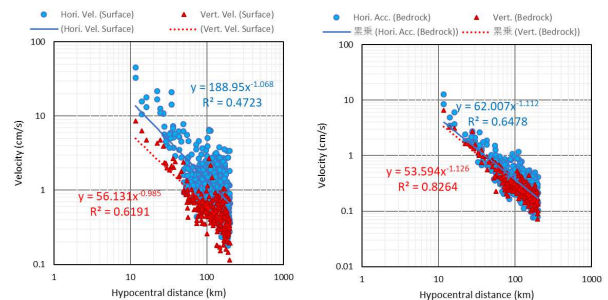 Hori. Vel. (Surface) Vert. Vel. (Surface)
(Hori. Vel. Surface) (Vert. Vel. Surface)
100
10
1
0.1
1 10 100 1000
Velocity (cm/s)
Hypocentral distance (km)
y = 188.95x^-1.068
R² = 0.4723
y = 56.131x^-0.985
R² = 0.6191
Hori. Acc. (Bedrock) Vert. (Bedrock)
累乗 (Hori. Acc. (Bedrock)) 累乗 (Vert. (Bedrock))
100
10
1
0.1
0.01
1 10 100 1000
Velocity (cm/s)
Hypocentral distance (km)
y = 62.007x^-1.112
R² = 0.6478
y = 53.594x^-1.126
R² = 0.8264